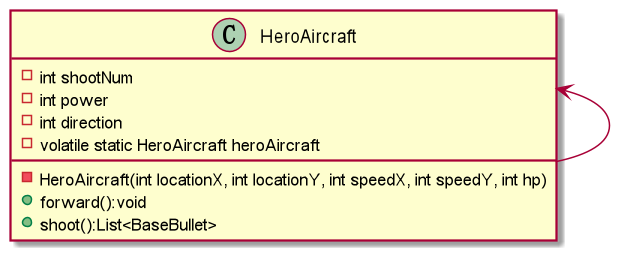 C HeroAircraft
int shootNum
int power
int direction
volatile static HeroAircraft heroAircraft
HeroAircraft(int locationX, int locationY, int speedX, int speedY, int hp)
forward():void
shoot():List<BaseBullet>